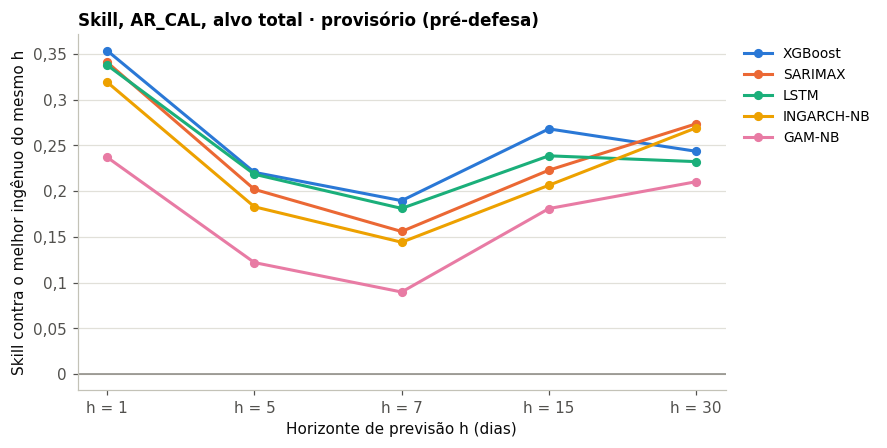 Skill, AR_CAL, alvo total · provisório (pré-defesa)
Skill contra o melhor ingênuo do mesmo h
0,35
0,3
0,25
0,2
0,15
0,1
0,05
0
h = 1
h = 5
h = 7
h = 15
h = 30
Horizonte de previsão h (dias)
XGBoost
SARIMAX
LSTM
INGARCH-NB
GAM-NB